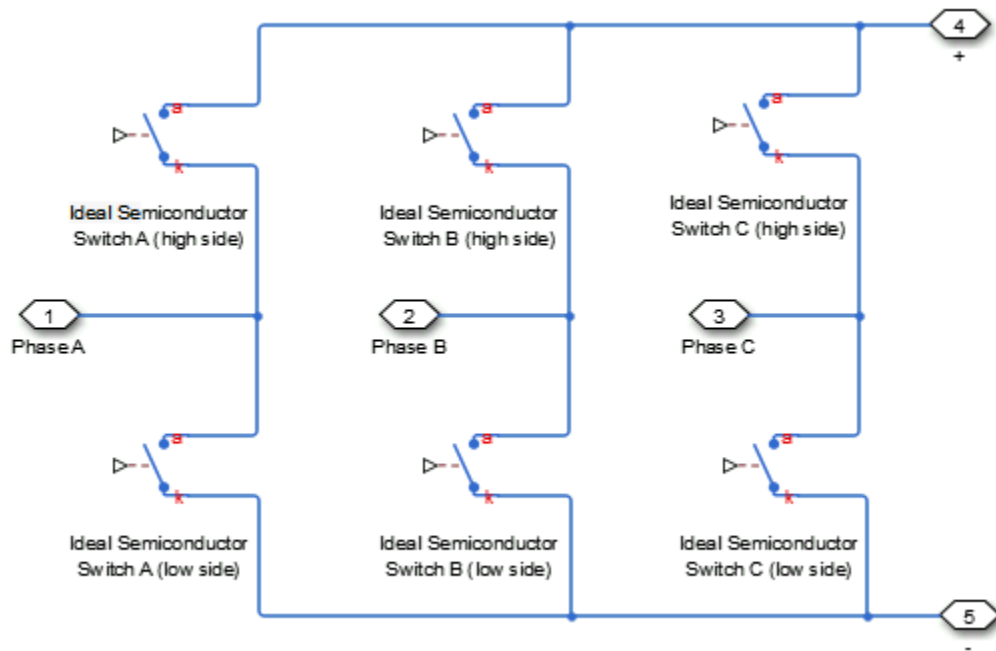 4
+
a
k
a
k
a
k
Ideal Semiconductor
Switch A (high side)
Ideal Semiconductor
Switch B (high side)
Ideal Semiconductor
Switch C (high side)
1
Phase A
2
Phase B
3
Phase C
a
k
a
k
a
k
Ideal Semiconductor
Switch A (low side)
Ideal Semiconductor
Switch B (low side)
Ideal Semiconductor
Switch C (low side)
5
-